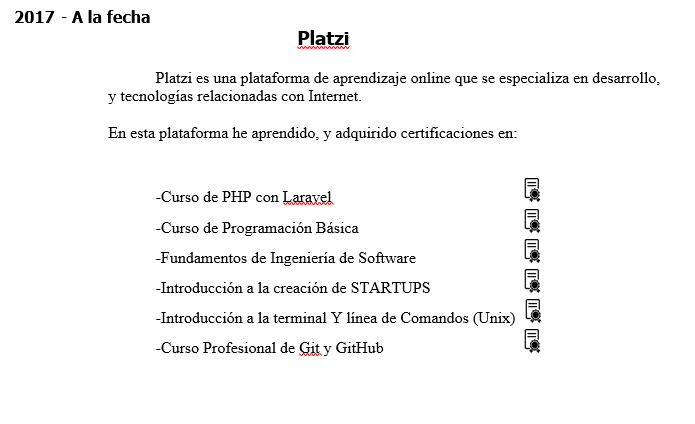 2017 - A la fecha
Platzi
Platzi es una plataforma de aprendizaje online que se especializa en desarrollo,
y tecnologías relacionadas con Internet.
En esta plataforma he aprendido, y adquirido certificaciones en:
-Curso de PHP con Laravel
-Curso de Programación Básica
-Fundamentos de Ingeniería de Software
-Introducción a la creación de STARTUPS
-Introducción a la terminal Y línea de Comandos (Unix)
-Curso Profesional de Git y GitHub